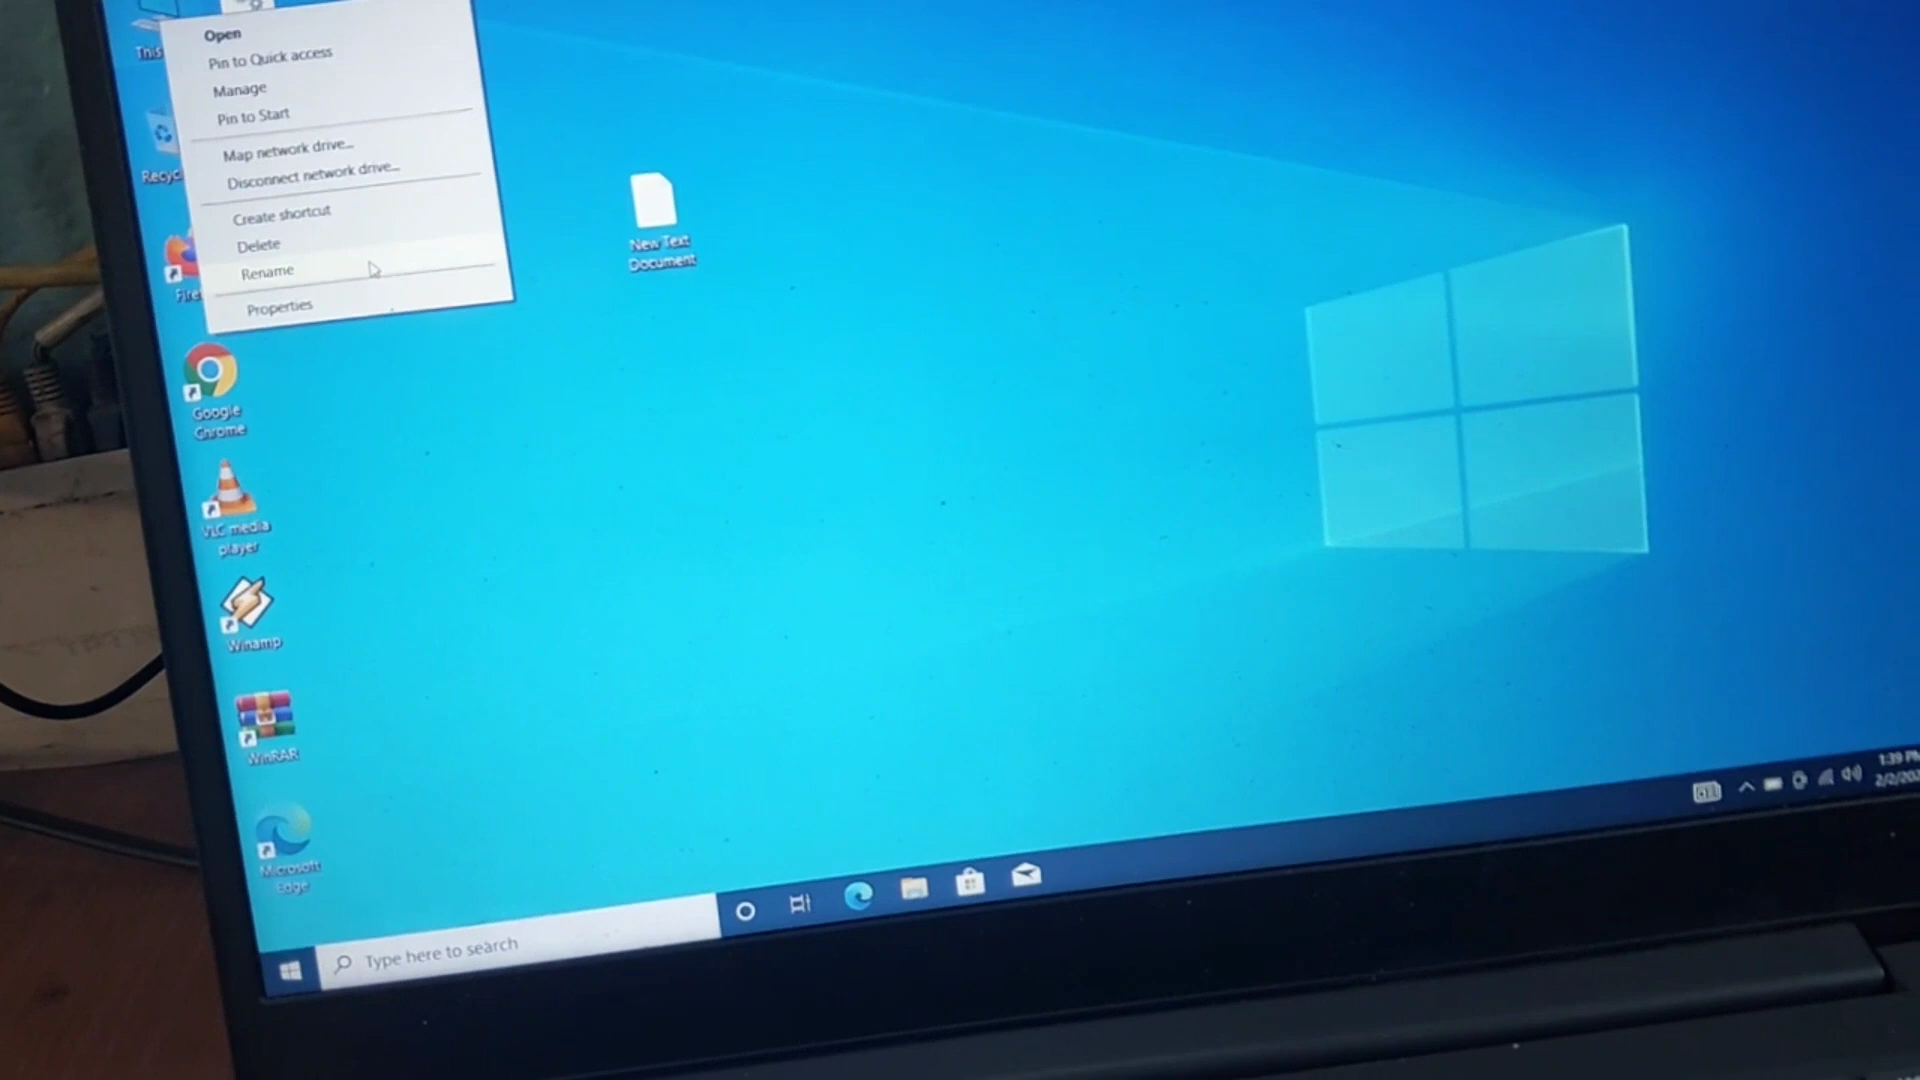 Open
Pin to Quick access
Manage
Pin to Start
Map network drive...
Disconnect network drive...
Create shortcut
Delete
Rename
Properties
This
Recyc
Fire
Google
Chrome
VLC media
player
Winamp
WinRAR
Microsoft
Edge
New Text
Document
Type here to search
1:39 PM
2/2/202